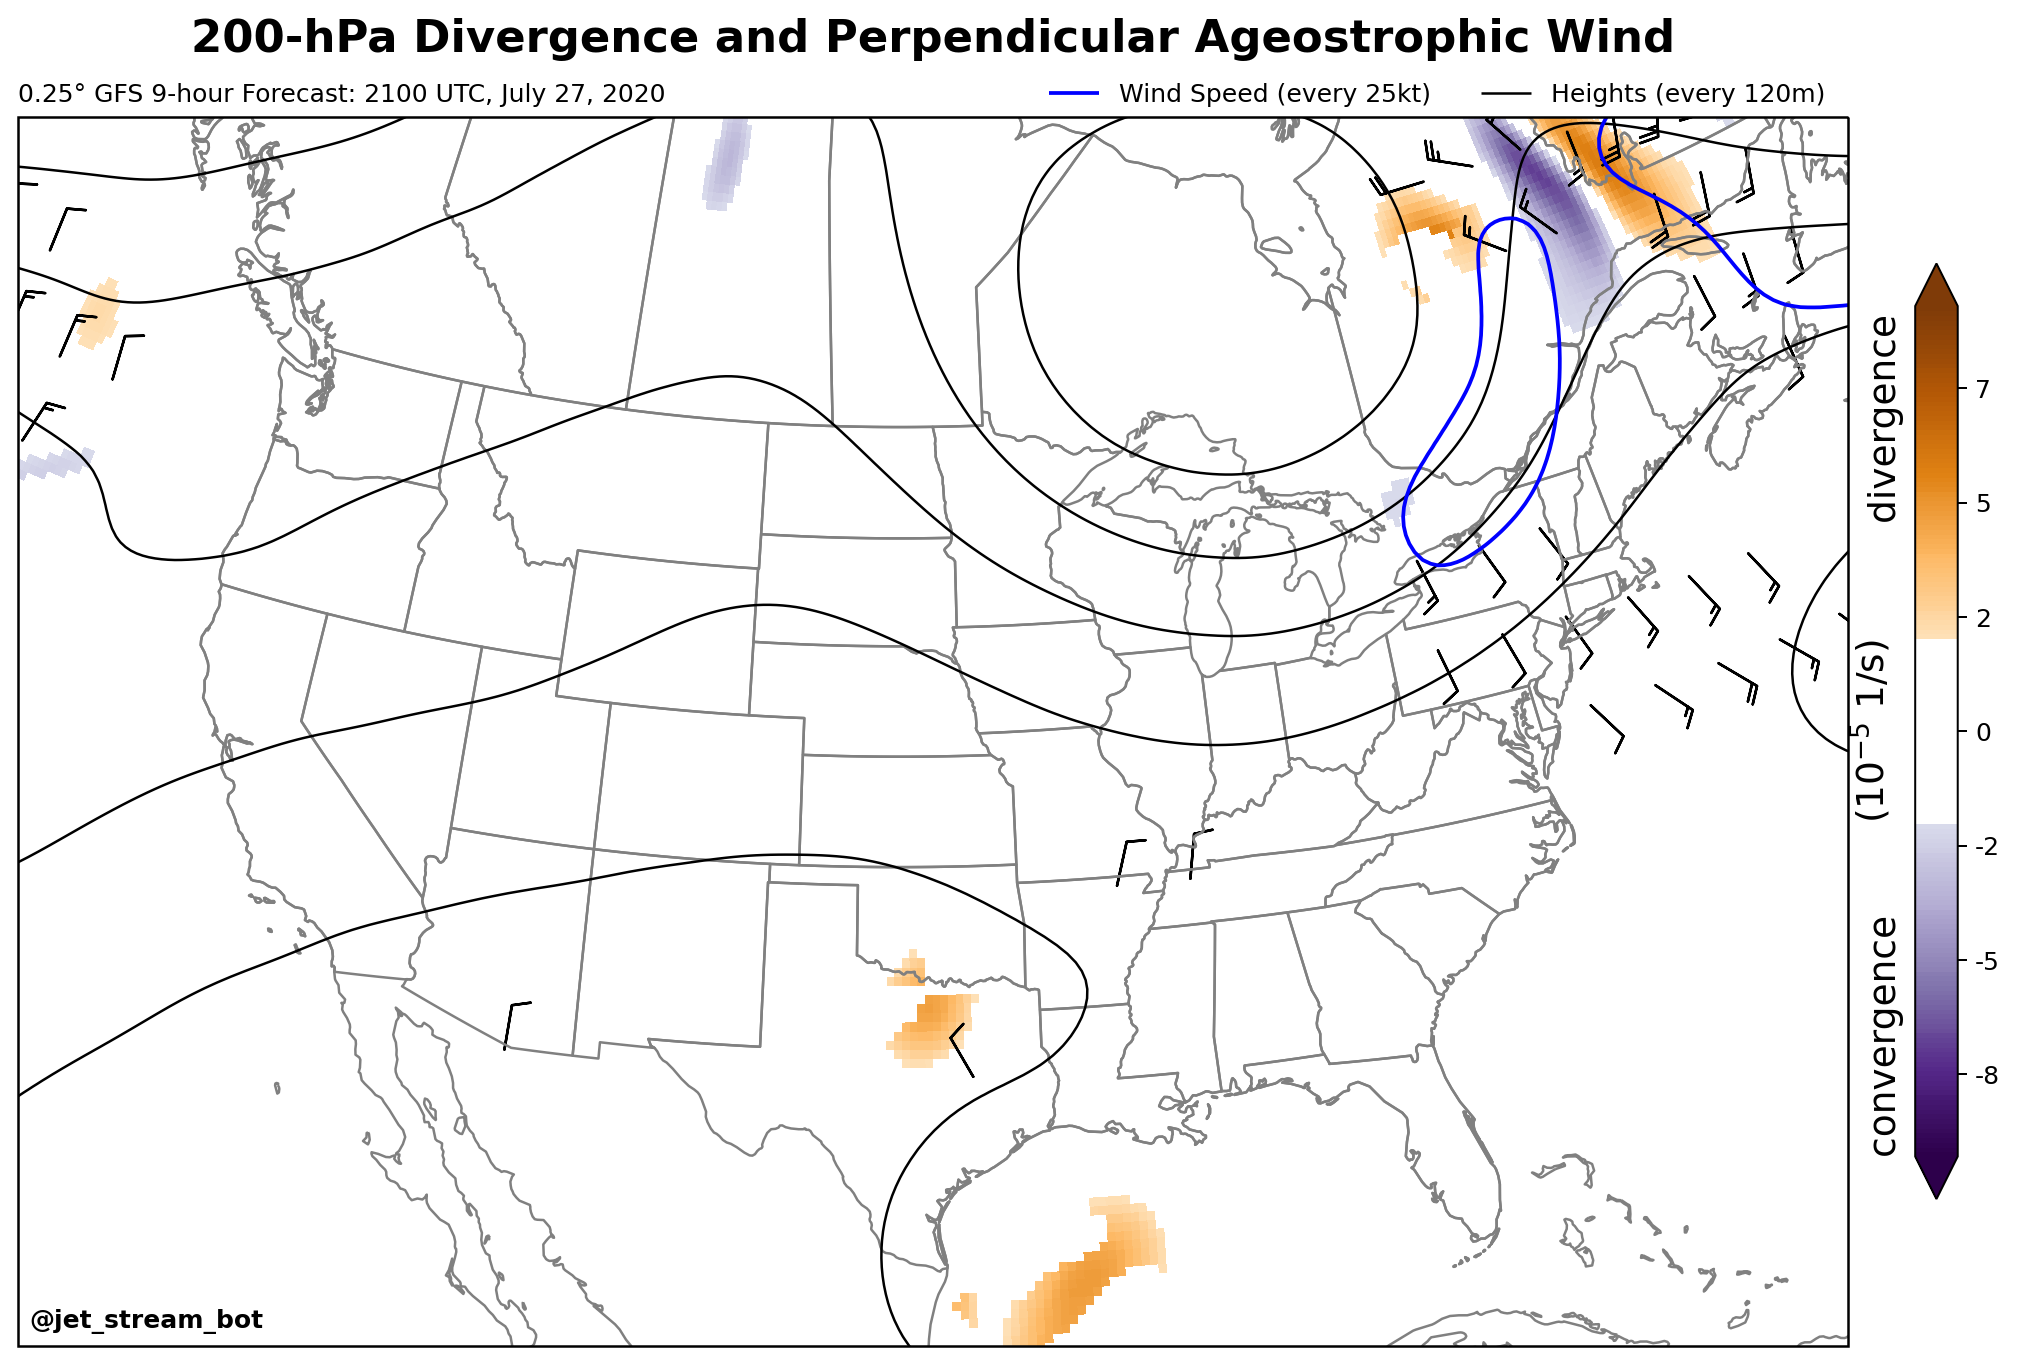 200-hPa Divergence and Perpendicular Ageostrophic Wind
0.25° GFS 9-hour Forecast: 2100 UTC, July 27, 2020
Wind Speed (every 25kt)
Heights (every 120m)
divergence
(10⁻⁵ 1/s)
convergence
7
5
2
0
-2
-5
-8
@jet_stream_bot